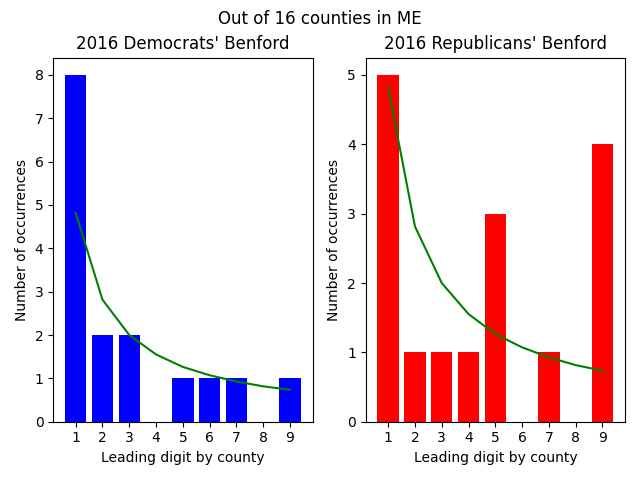 Out of 16 counties in ME
2016 Democrats' Benford
8
7
6
5
4
3
2
1
0
Number of occurrences
1 2 3 4 5 6 7 8 9
Leading digit by county
2016 Republicans' Benford
5
4
3
2
1
0
Number of occurrences
1 2 3 4 5 6 7 8 9
Leading digit by county